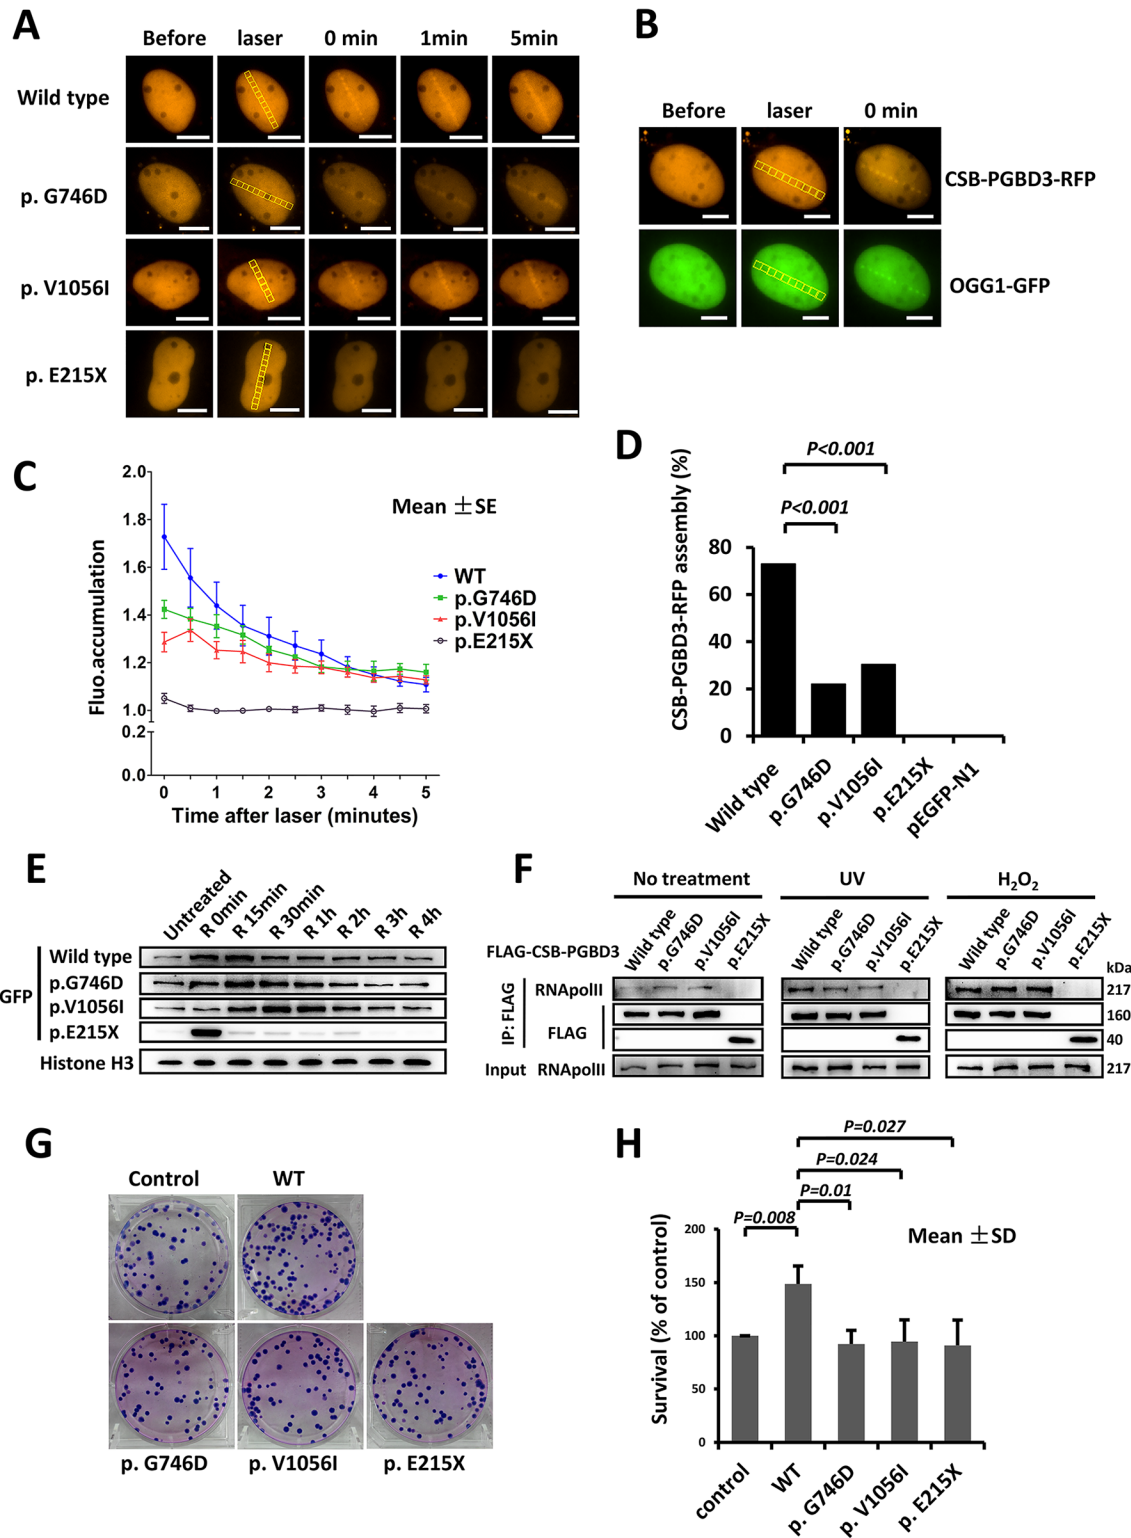 A
Before laser 0 min 1min 5min
Wild type
p. G746D
p. V1056I
p. E215X
B
Before laser 0 min
CSB-PGBD3-RFP
OGG1-GFP
C
Mean ±SE
Fluo.accumulation
2.0
1.8
1.6
1.4
1.2
1.0
0.2
0.0
WT
p.G746D
p.V1056I
p.E215X
0 1 2 3 4 5
Time after laser (minutes)
D
P<0.001
P<0.001
CSB-PGBD3-RFP assembly (%)
80
60
40
20
0
Wild type p.G746D p.V1056I p.E215X pEGFP-N1
E
Untreated R 0min R 15min R 30min R 1h R 2h R 3h R 4h
GFP
Wild type
p.G746D
p.V1056I
p.E215X
Histone H3
F
No treatment UV H2O2
FLAG-CSB-PGBD3
Wild type p.G746D p.V1056I p.E215X
Wild type p.G746D p.V1056I p.E215X
Wild type p.G746D p.V1056I p.E215X
kDa
IP: FLAG
RNApolII 217
FLAG 160
40
Input RNApolII 217
G
Control WT
p. G746D p. V1056I p. E215X
H
P=0.027
P=0.024
P=0.01
P=0.008
Mean ±SD
Survival (% of control)
200
150
100
50
0
control WT p. G746D p. V1056I p. E215X